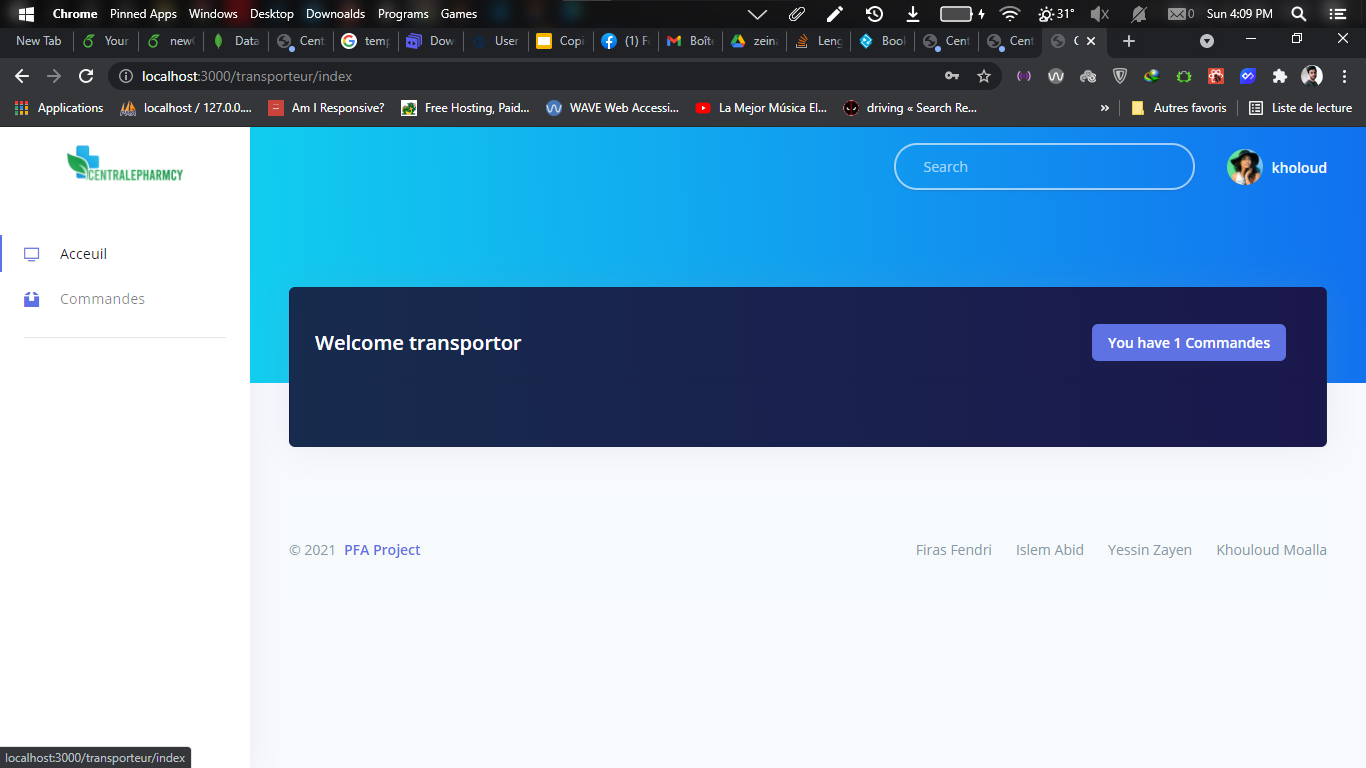 Chrome Pinned Apps Windows Desktop Downoalds Programs Games 31° 0 Sun 4:09 PM
New Tab Your new Data Cent tem Dow User Copi (1) F Boît zein Leng Boo Cent Cent C
localhost:3000/transporteur/index
Applications localhost / 127.0.0.... Am I Responsive? Free Hosting, Paid... WAVE Web Accessi... La Mejor Música El... driving « Search Re... » Autres favoris Liste de lecture
CENTRALEPHARMCY
Search
kholoud
Acceuil
Commandes
Welcome transportor
You have 1 Commandes
© 2021 PFA Project
Firas Fendri Islem Abid Yessin Zayen Khouloud Moalla
localhost:3000/transporteur/index